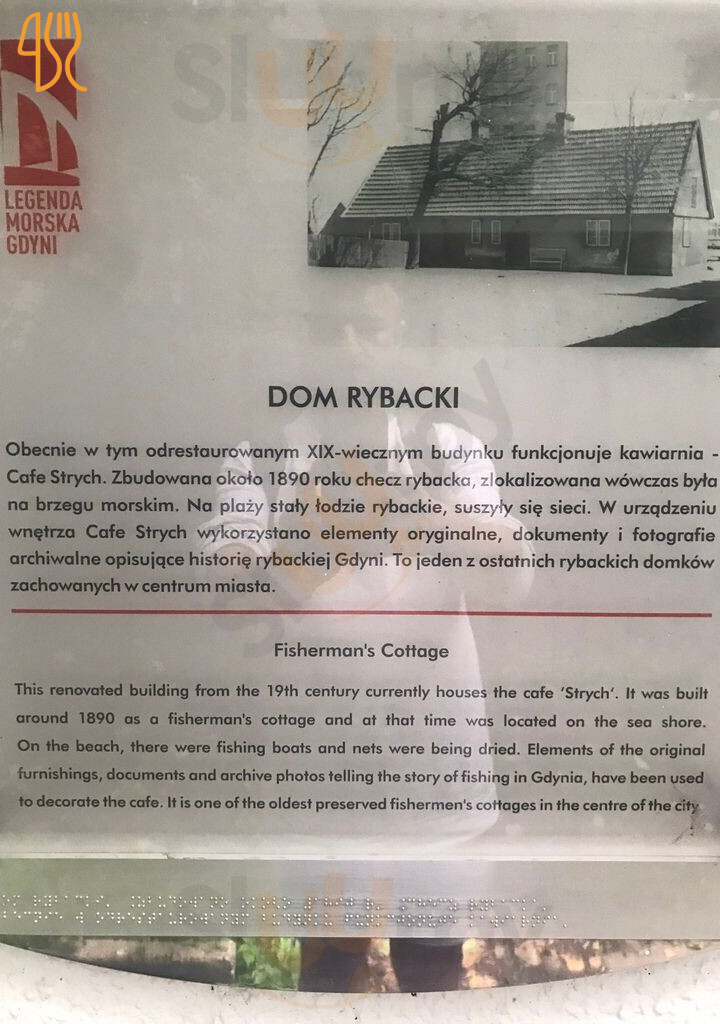 LEGENDA
MORSKA
GDYNI
DOM RYBACKI
Obecnie w tym odrestaurowanym XIX-wiecznym budynku funkcjonuje kawiarnia -
Cafe Strych. Zbudowana około 1890 roku checz rybacka, zlokalizowana wówczas była
na brzegu morskim. Na plaży stały łodzie rybackie, suszyły się sieci. W urządzeniu
wnętrza Cafe Strych wykorzystano elementy oryginalne, dokumenty i fotografie
archiwalne opisujące historię rybackiej Gdyni. To jeden z ostatnich rybackich domków
zachowanych w centrum miasta.
Fisherman's Cottage
This renovated building from the 19th century currently houses the cafe 'Strych'. It was built
around 1890 as a fisherman's cottage and at that time was located on the sea shore.
On the beach, there were fishing boats and nets were being dried. Elements of the original
furnishings, documents and archive photos telling the story of fishing in Gdynia, have been used
to decorate the cafe. It is one of the oldest preserved fishermen's cottages in the centre of the city